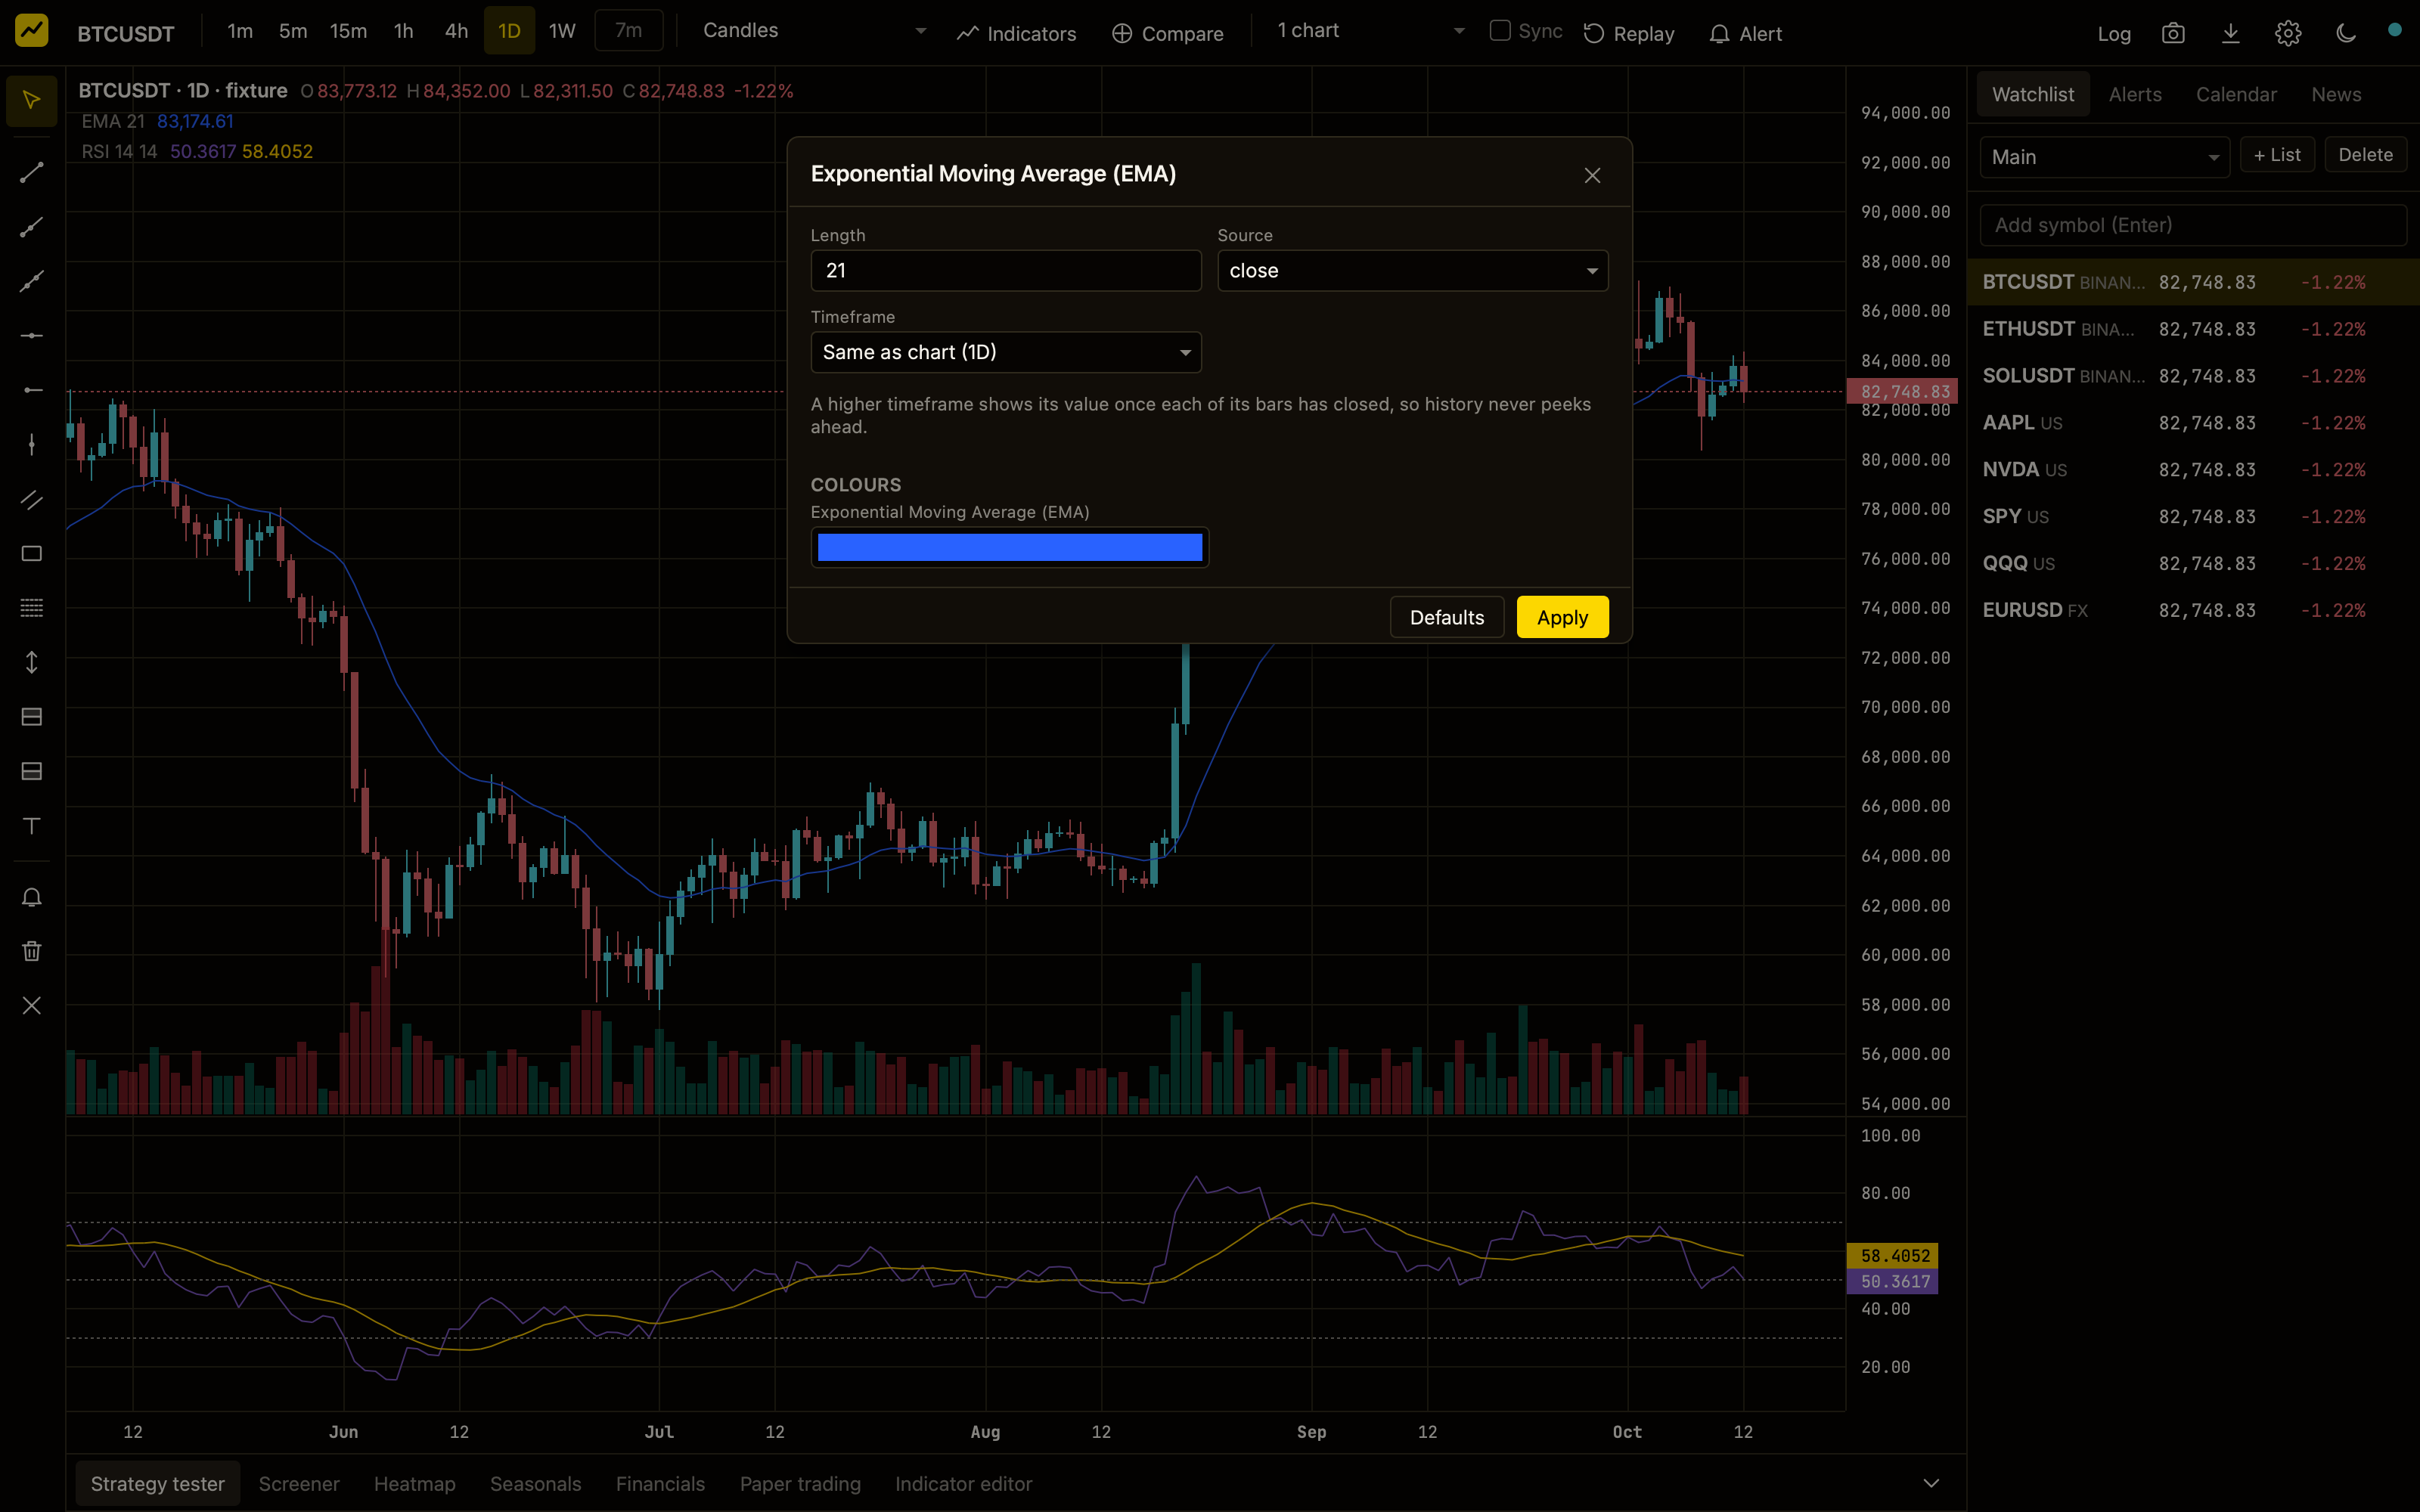 BTCUSDT
1m 5m 15m 1h 4h 1D 1W 7m
Candles
Indicators
Compare
1 chart
Sync
Replay
Alert
Log
BTCUSDT · 1D · fixture O 83,773.12 H 84,352.00 L 82,311.50 C 82,748.83 -1.22%
EMA 21 83,174.61
RSI 14 14 50.3617 58.4052
Exponential Moving Average (EMA)
Length
Source
21
close
Timeframe
Same as chart (1D)
A higher timeframe shows its value once each of its bars has closed, so history never peeks
ahead.
COLOURS
Exponential Moving Average (EMA)
Defaults
Apply
94,000.00
92,000.00
90,000.00
88,000.00
86,000.00
84,000.00
82,748.83
82,000.00
80,000.00
78,000.00
76,000.00
74,000.00
72,000.00
70,000.00
68,000.00
66,000.00
64,000.00
62,000.00
60,000.00
58,000.00
56,000.00
54,000.00
100.00
80.00
58.4052
50.3617
40.00
20.00
12 Jun 12 Jul 12 Aug 12 Sep 12 Oct 12
Watchlist Alerts Calendar News
Main
+ List
Delete
Add symbol (Enter)
BTCUSDT BINAN... 82,748.83 -1.22%
ETHUSDT BINA... 82,748.83 -1.22%
SOLUSDT BINAN... 82,748.83 -1.22%
AAPL US 82,748.83 -1.22%
NVDA US 82,748.83 -1.22%
SPY US 82,748.83 -1.22%
QQQ US 82,748.83 -1.22%
EURUSD FX 82,748.83 -1.22%
Strategy tester Screener Heatmap Seasonals Financials Paper trading Indicator editor